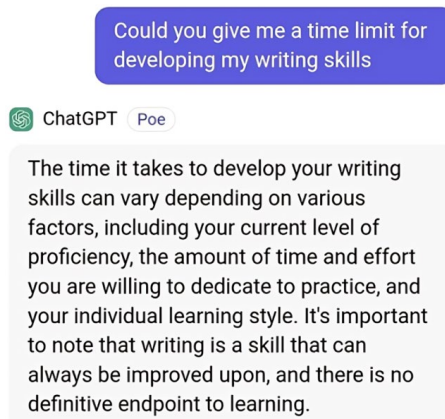 Could you give me a time limit for
developing my writing skills
ChatGPT Poe
The time it takes to develop your writing
skills can vary depending on various
factors, including your current level of
proficiency, the amount of time and effort
you are willing to dedicate to practice, and
your individual learning style. It's important
to note that writing is a skill that can
always be improved upon, and there is no
definitive endpoint to learning.